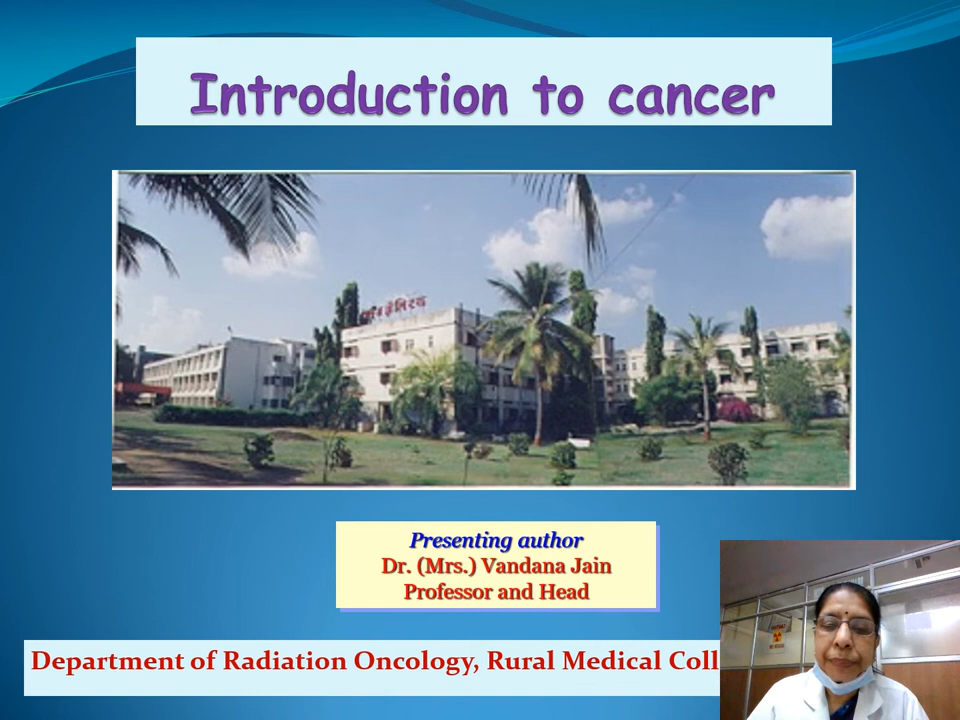 Introduction to cancer
Presenting author
Dr. (Mrs.) Vandana Jain
Professor and Head
Department of Radiation Oncology, Rural Medical Coll